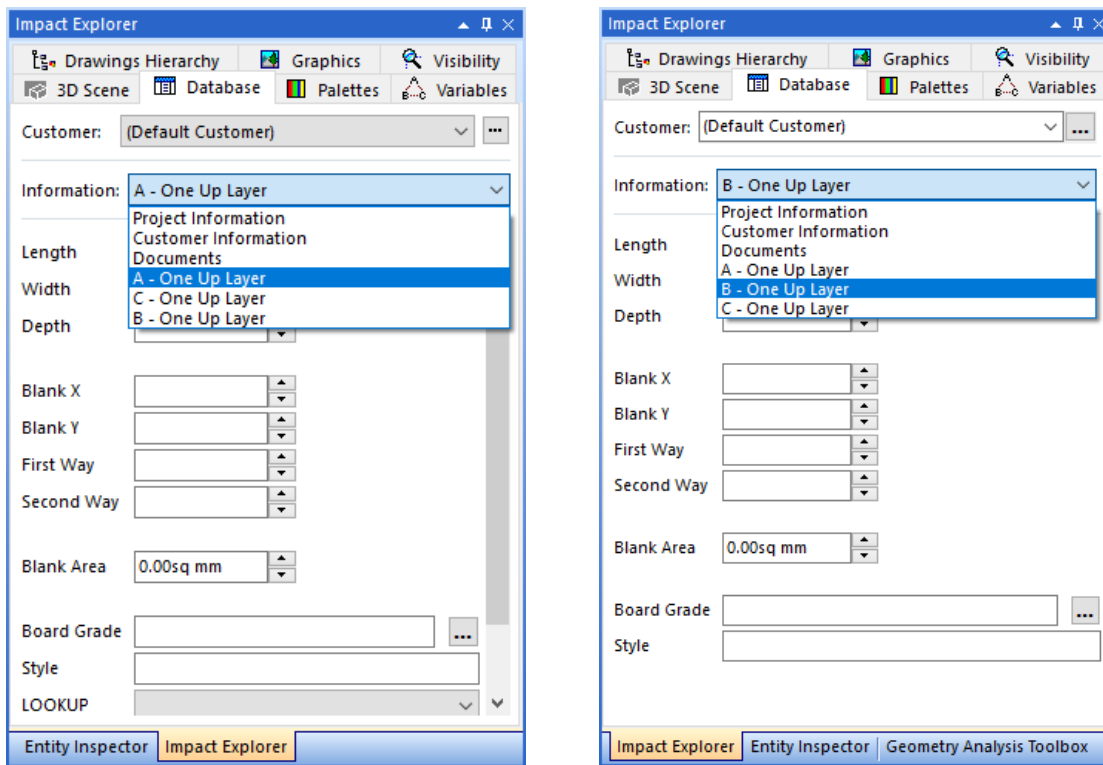 Impact Explorer
Drawings Hierarchy Graphics Visibility
3D Scene Database Palettes Variables
Customer: (Default Customer) ...
Information: A - One Up Layer
Project Information
Customer Information
Documents
A - One Up Layer
C - One Up Layer
B - One Up Layer
Length
Width
Depth
Blank X
Blank Y
First Way
Second Way
Blank Area 0.00sq mm
Board Grade ...
Style
LOOKUP
Entity Inspector Impact Explorer
Impact Explorer
Drawings Hierarchy Graphics Visibility
3D Scene Database Palettes Variables
Customer: (Default Customer) ...
Information: B - One Up Layer
Project Information
Customer Information
Documents
A - One Up Layer
B - One Up Layer
C - One Up Layer
Length
Width
Depth
Blank X
Blank Y
First Way
Second Way
Blank Area 0.00sq mm
Board Grade ...
Style
Impact Explorer Entity Inspector Geometry Analysis Toolbox